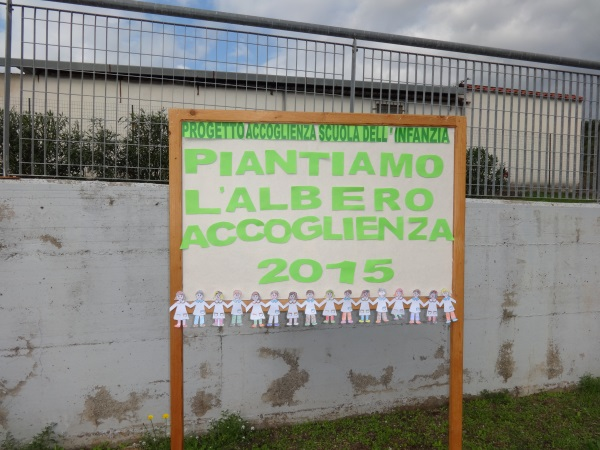 PROGETTO ACCOGLIENZA SCUOLA DELL'INFANZIA
PIANTIAMO
L'ALBERO
ACCOGLIENZA
2015